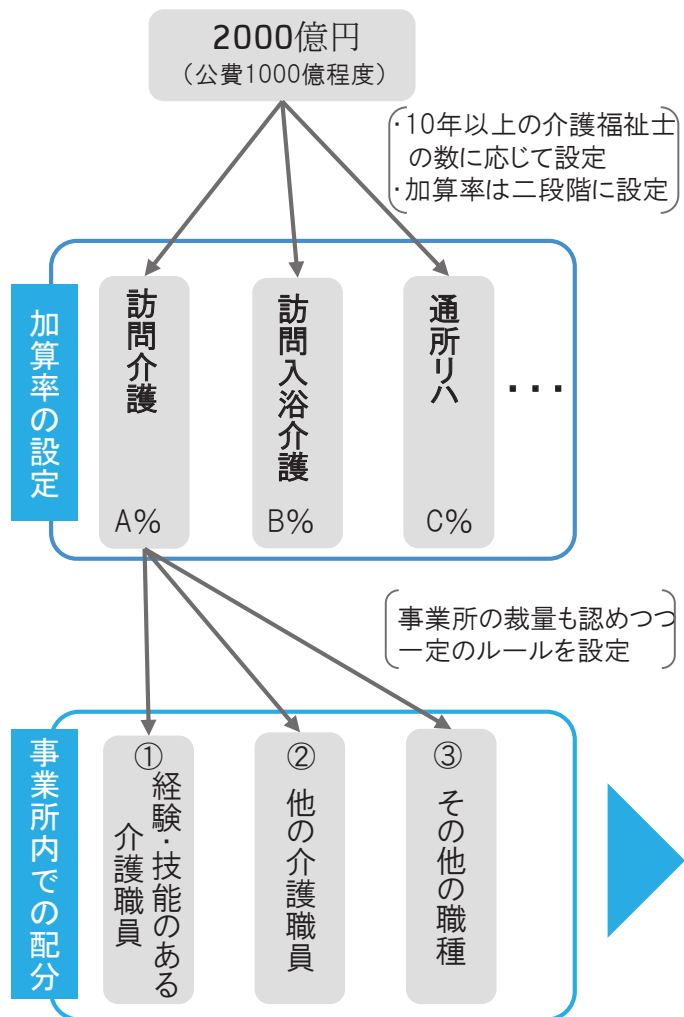 2000億円
（公費1000億程度）
・10年以上の介護福祉士
の数に応じて設定
・加算率は二段階に設定
加算率の設定
訪問介護
A%
訪問入浴介護
B%
通所リハ
C%
・・・
事業所の裁量も認めつつ
一定のルールを設定
事業所内での配分
①
経験・技能のある
介護職員
②
他の介護職員
③
その他の職種